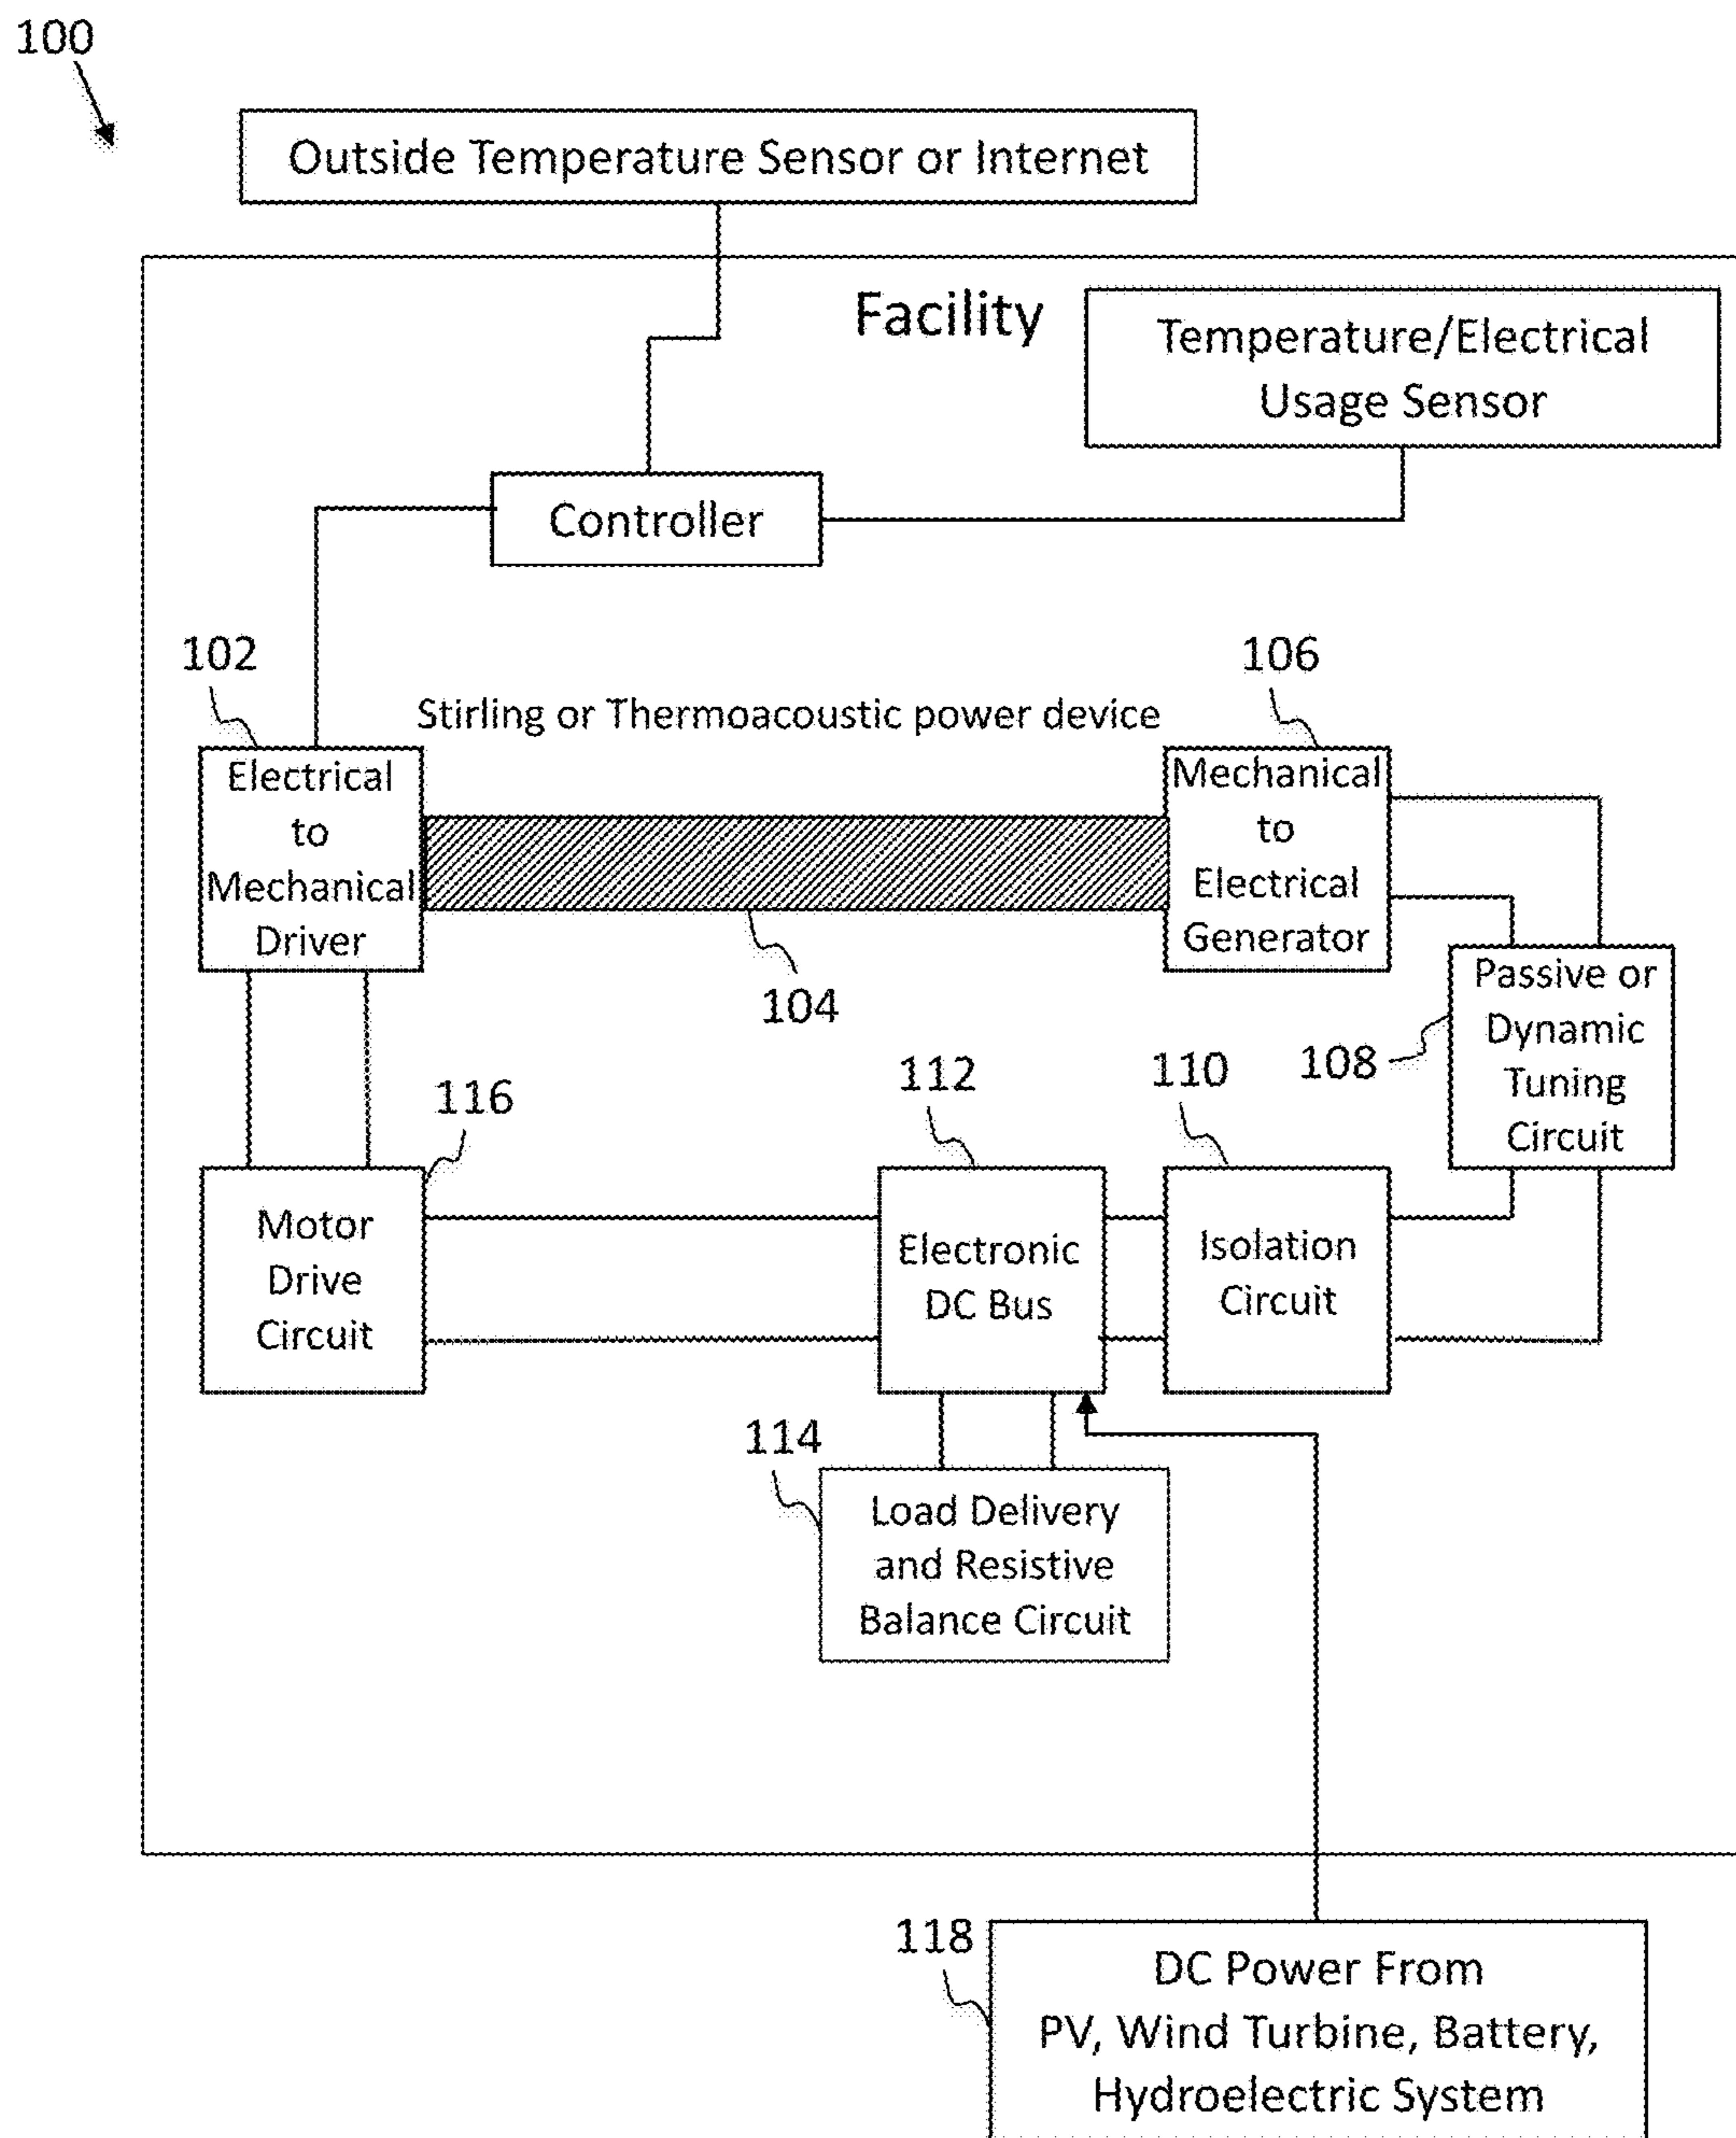 100
Outside Temperature Sensor or Internet
Facility
Temperature/Electrical
Usage Sensor
Controller
102
106
Stirling or Thermoacoustic power device
Electrical
to
Mechanical
Driver
Mechanical
to
Electrical
Generator
104
Passive or
Dynamic
Tuning
Circuit
108
112
110
116
Motor
Drive
Circuit
Electronic
DC Bus
Isolation
Circuit
114
Load Delivery
and Resistive
Balance Circuit
118
DC Power From
PV, Wind Turbine, Battery,
Hydroelectric System